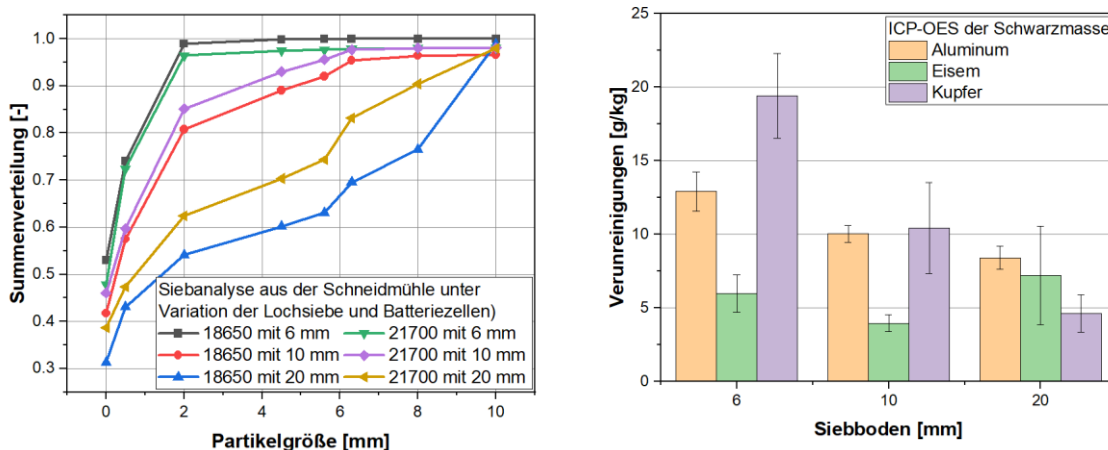 1.0
0.9
0.8
0.7
0.6
0.5
0.4
0.3
Summenverteilung [-]
Siebanalyse aus der Schneidmühle unter
Variation der Lochsiebe und Batteriezellen)
18650 mit 6 mm 21700 mit 6 mm
18650 mit 10 mm 21700 mit 10 mm
18650 mit 20 mm 21700 mit 20 mm
0 2 4 6 8 10
Partikelgröße [mm]
25
20
15
10
5
0
Verunreinigungen [g/kg]
ICP-OES der Schwarzmasse
Aluminum
Eisem
Kupfer
6 10 20
Siebboden [mm]